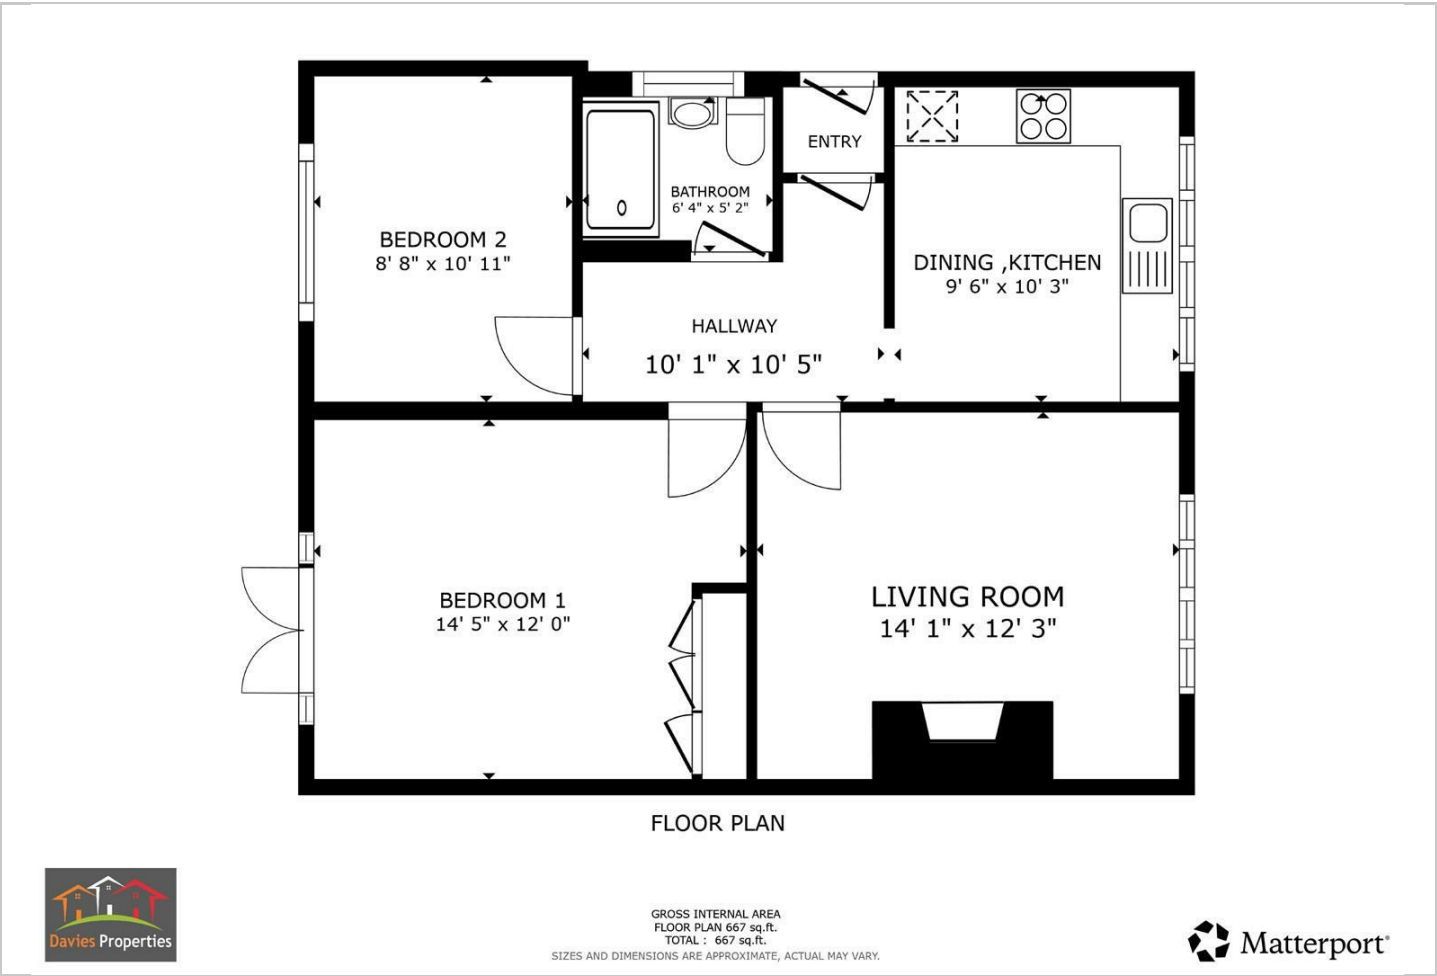 ENTRY
BATHROOM
6' 4" x 5' 2"
BEDROOM 2
8' 8" x 10' 11"
DINING ,KITCHEN
9' 6" x 10' 3"
HALLWAY
10' 1" x 10' 5"
BEDROOM 1
14' 5" x 12' 0"
LIVING ROOM
14' 1" x 12' 3"
FLOOR PLAN
GROSS INTERNAL AREA
FLOOR PLAN 667 sq.ft.
TOTAL : 667 sq.ft.
SIZES AND DIMENSIONS ARE APPROXIMATE, ACTUAL MAY VARY.
Davies Properties
Matterport®